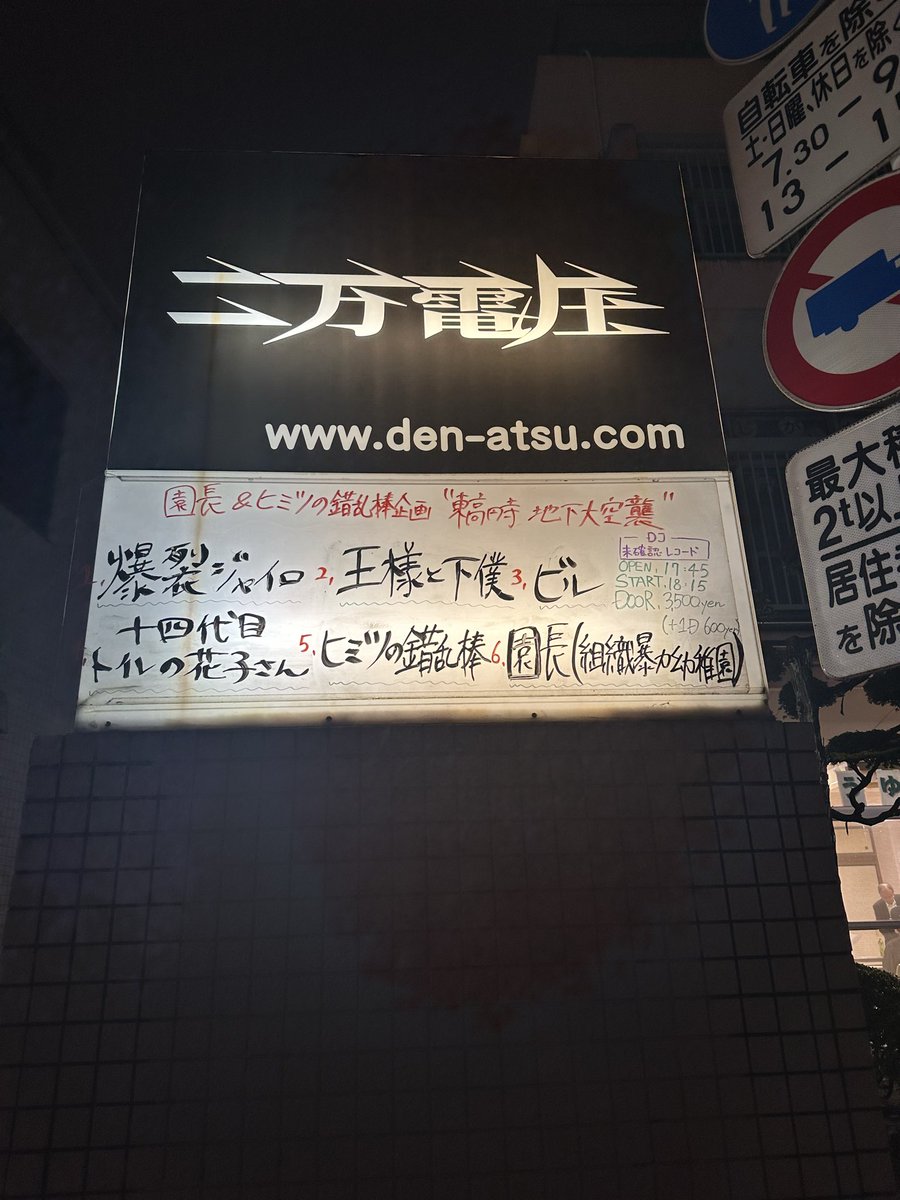 二万電圧
www.den-atsu.com
園長&ヒミツの錯乱棒企画 "東高円寺 地下大空襲"
1, 爆裂ジャイロ 2, 王様と下僕 3, ビル
DJ
未確認レコード
OPEN. 17:45
START. 18:15
DOOR. 3,500yen
(+1D 600yen)
十四代目
トイレの花子さん 5, ヒミツの錯乱棒 6, 園長(組織暴力幼稚園)
自転車を除
土・日曜、休日を除く
7.30 - 9
13 - 1
最大積
2t以
居住
を除